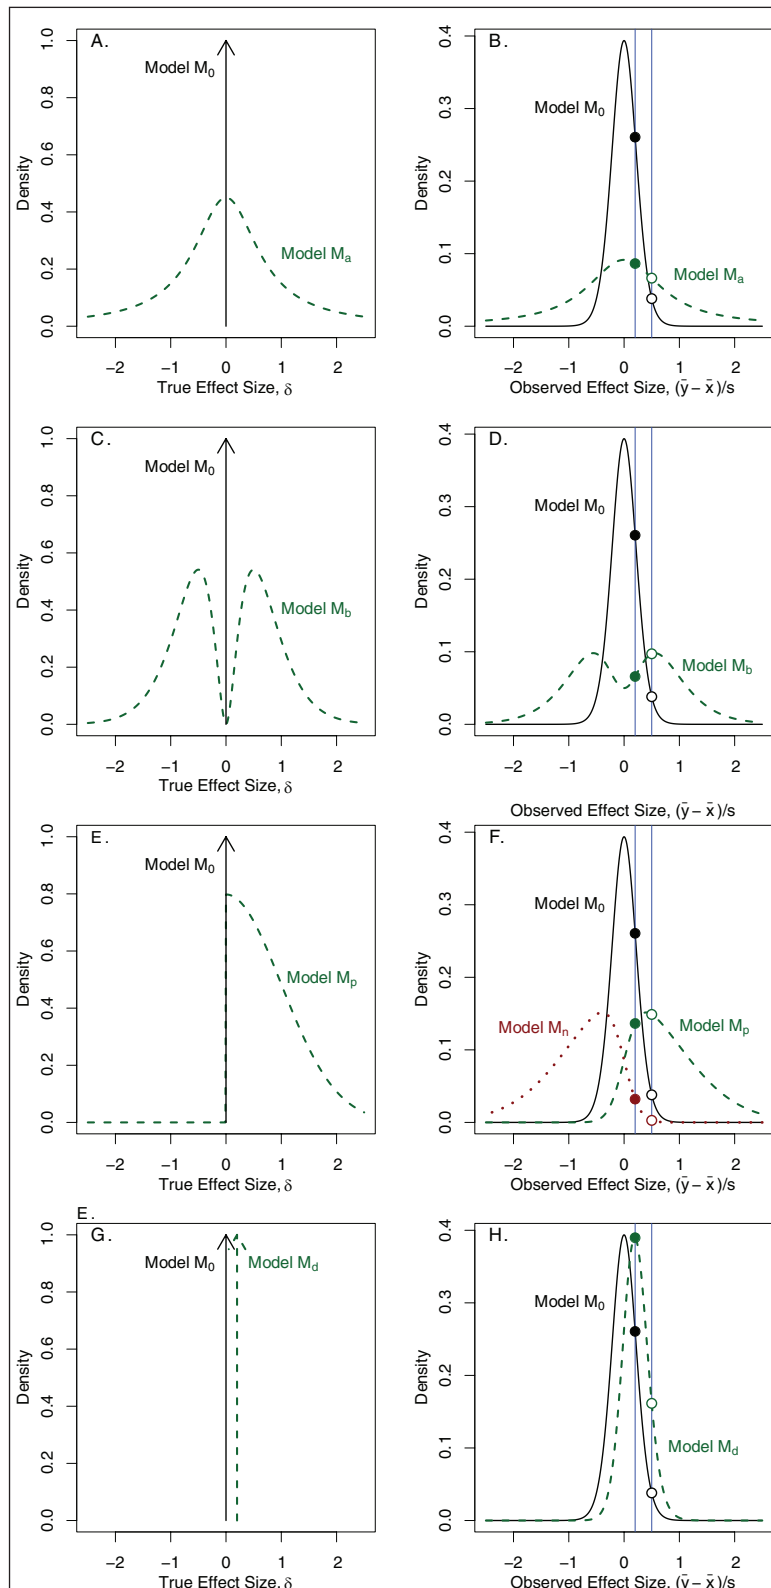 A.
Model M0
Model Ma
Density
0.0 0.2 0.4 0.6 0.8 1.0
−2 −1 0 1 2
True Effect Size, δ
B.
Model M0
Model Ma
Density
0.0 0.1 0.2 0.3 0.4
−2 −1 0 1 2
Observed Effect Size, (ȳ − x̄)/s
C.
Model M0
Model Mb
Density
0.0 0.2 0.4 0.6 0.8 1.0
−2 −1 0 1 2
True Effect Size, δ
D.
Model M0
Model Mb
Density
0.0 0.1 0.2 0.3 0.4
−2 −1 0 1 2
Observed Effect Size, (ȳ − x̄)/s
E.
Model M0
Model Mp
Density
0.0 0.2 0.4 0.6 0.8 1.0
−2 −1 0 1 2
True Effect Size, δ
F.
Model M0
Model Mn
Model Mp
Density
0.0 0.1 0.2 0.3 0.4
−2 −1 0 1 2
Observed Effect Size, (ȳ − x̄)/s
E.
G.
Model M0
Model Md
Density
0.0 0.2 0.4 0.6 0.8 1.0
−2 −1 0 1 2
True Effect Size, δ
H.
Model M0
Model Md
Density
0.0 0.1 0.2 0.3 0.4
−2 −1 0 1 2
Observed Effect Size, (ȳ − x̄)/s